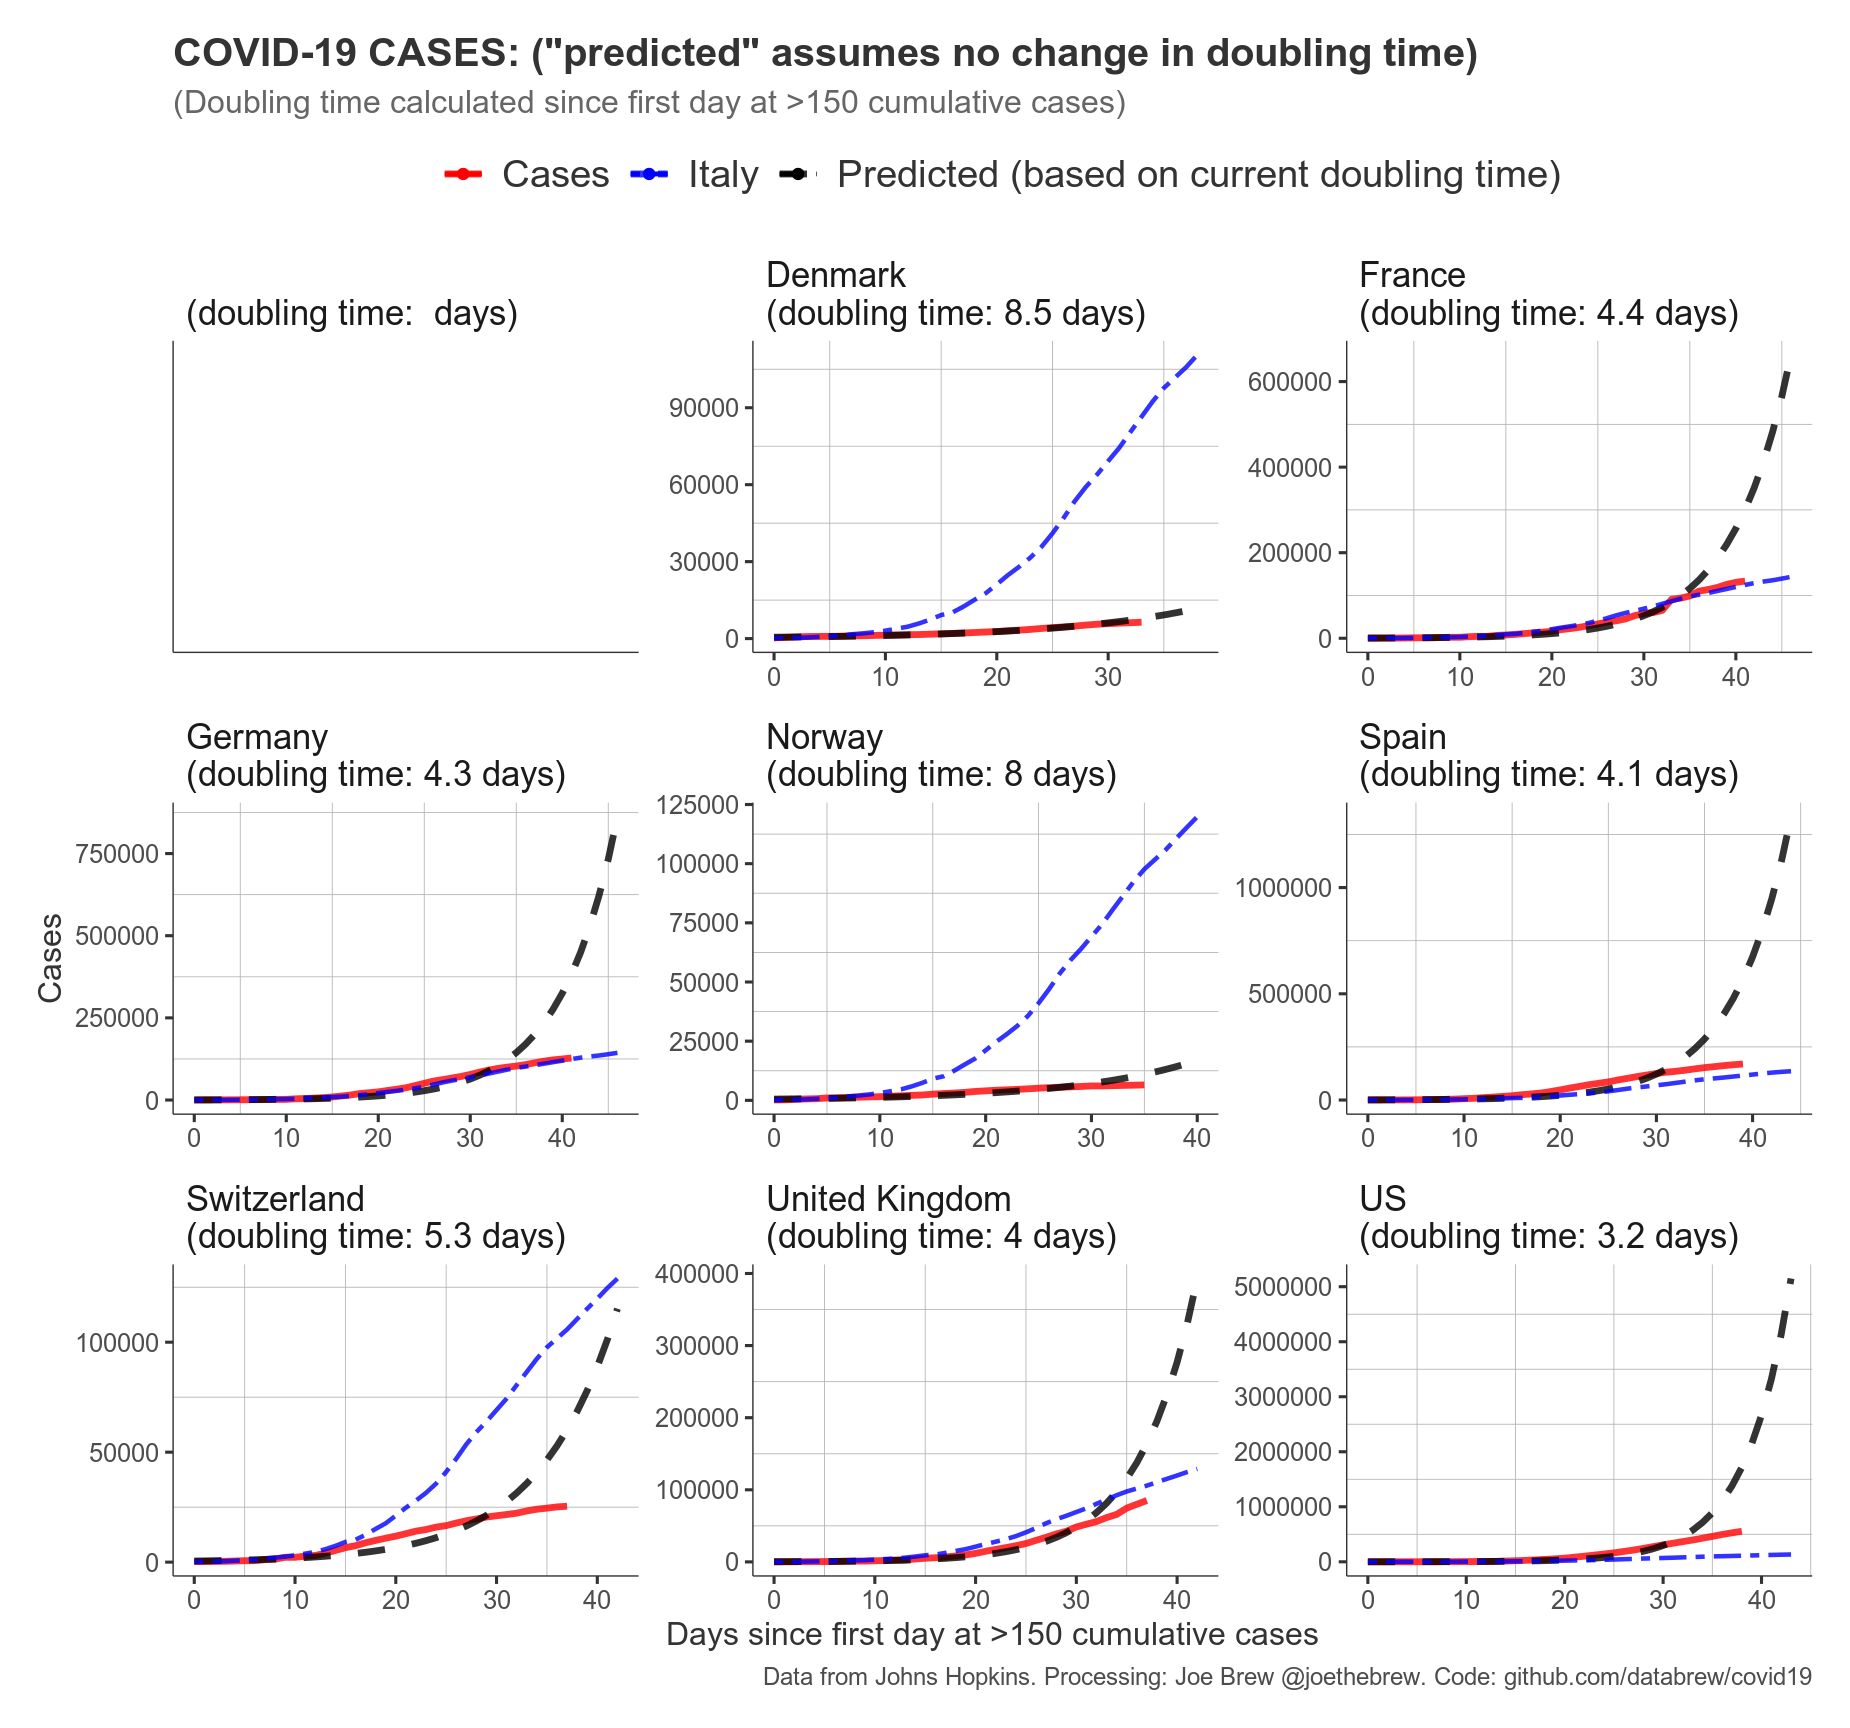 COVID-19 CASES: ("predicted" assumes no change in doubling time)
(Doubling time calculated since first day at >150 cumulative cases)
Cases Italy Predicted (based on current doubling time)
(doubling time:  days)
Denmark
(doubling time: 8.5 days)
90000
60000
30000
0
0 10 20 30
France
(doubling time: 4.4 days)
600000
400000
200000
0
0 10 20 30 40
Cases
Germany
(doubling time: 4.3 days)
750000
500000
250000
0
0 10 20 30 40
Norway
(doubling time: 8 days)
125000
100000
75000
50000
25000
0
0 10 20 30 40
Spain
(doubling time: 4.1 days)
1000000
500000
0
0 10 20 30 40
Switzerland
(doubling time: 5.3 days)
100000
50000
0
0 10 20 30 40
United Kingdom
(doubling time: 4 days)
400000
300000
200000
100000
0
0 10 20 30 40
US
(doubling time: 3.2 days)
5000000
4000000
3000000
2000000
1000000
0
0 10 20 30 40
Days since first day at >150 cumulative cases
Data from Johns Hopkins. Processing: Joe Brew @joethebrew. Code: github.com/databrew/covid19